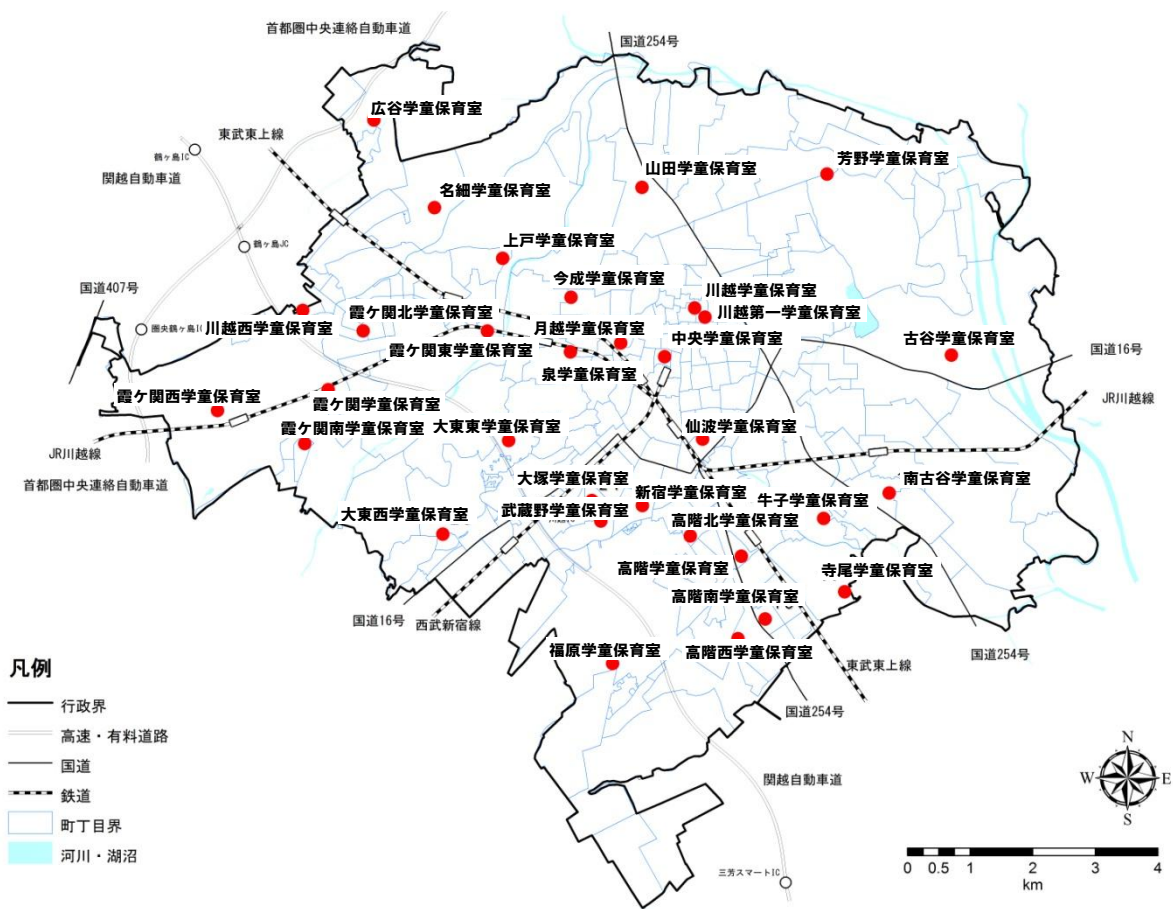 首都圏中央連絡自動車道
国道254号
広谷学童保育室
東武東上線
鶴ヶ島IC
関越自動車道
芳野学童保育室
山田学童保育室
名細学童保育室
上戸学童保育室
鶴ヶ島JC
今成学童保育室
国道407号
川越学童保育室
霞ケ関北学童保育室
川越第一学童保育室
圏央鶴ヶ島IC
川越西学童保育室
月越学童保育室
中央学童保育室
古谷学童保育室
霞ケ関東学童保育室
国道16号
泉学童保育室
霞ケ関西学童保育室
JR川越線
霞ケ関学童保育室
大東東学童保育室
仙波学童保育室
霞ケ関南学童保育室
JR川越線
首都圏中央連絡自動車道
大塚学童保育室
南古谷学童保育室
新宿学童保育室
牛子学童保育室
武蔵野学童保育室
大東西学童保育室
高階北学童保育室
高階学童保育室
寺尾学童保育室
高階南学童保育室
国道16号
西武新宿線
福原学童保育室
高階西学童保育室
国道254号
東武東上線
凡例
行政界
国道254号
高速・有料道路
国道
鉄道
関越自動車道
町丁目界
河川・湖沼
三芳スマートIC
N
W
E
S
0 0.5 1 2 3 4
km